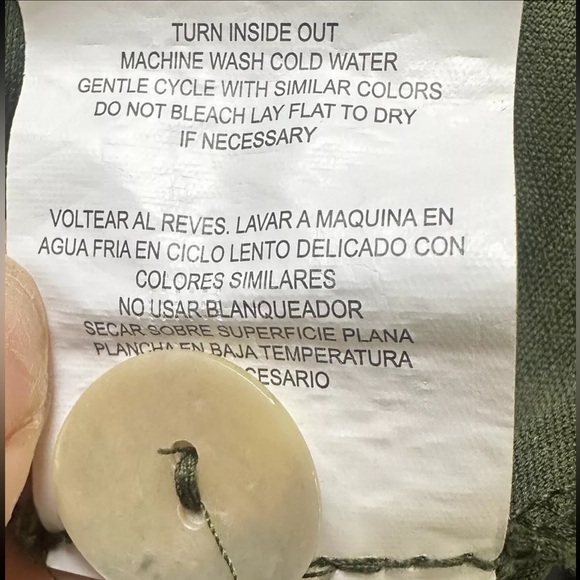 TURN INSIDE OUT
MACHINE WASH COLD WATER
GENTLE CYCLE WITH SIMILAR COLORS
DO NOT BLEACH LAY FLAT TO DRY
IF NECESSARY
VOLTEAR AL REVES. LAVAR A MAQUINA EN
AGUA FRIA EN CICLO LENTO DELICADO CON
COLORES SIMILARES
NO USAR BLANQUEADOR
SECAR SOBRE SUPERFICIE PLANA
PLANCHA EN BAJA TEMPERATURA
CESARIO